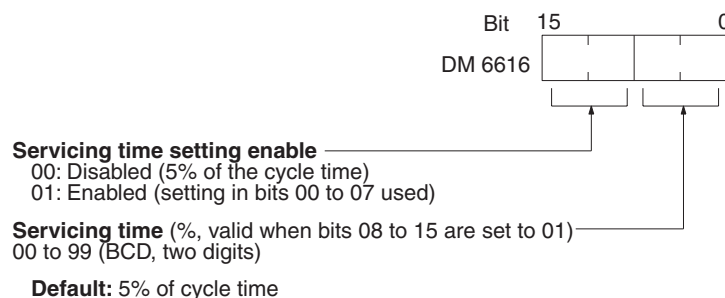 Bit 15 0
DM 6616
Servicing time setting enable
00: Disabled (5% of the cycle time)
01: Enabled (setting in bits 00 to 07 used)
Servicing time (%, valid when bits 08 to 15 are set to 01)
00 to 99 (BCD, two digits)
Default: 5% of cycle time